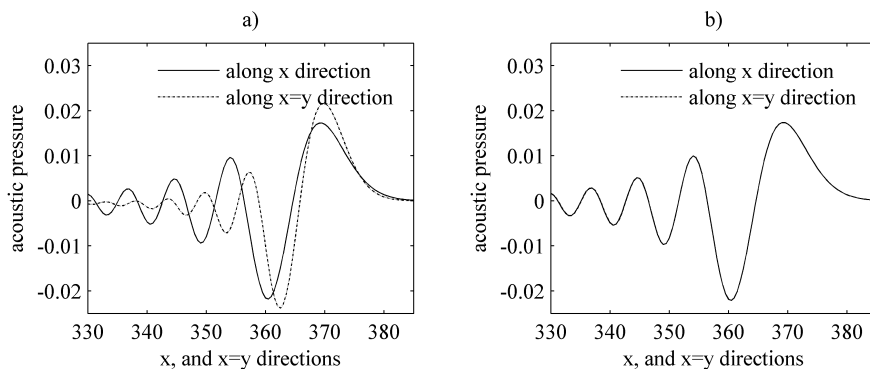 a)
0.03
0.02
0.01
0
-0.01
-0.02
acoustic pressure
along x direction
along x=y direction
330 340 350 360 370 380
x, and x=y directions
b)
0.03
0.02
0.01
0
-0.01
-0.02
acoustic pressure
along x direction
along x=y direction
330 340 350 360 370 380
x, and x=y directions